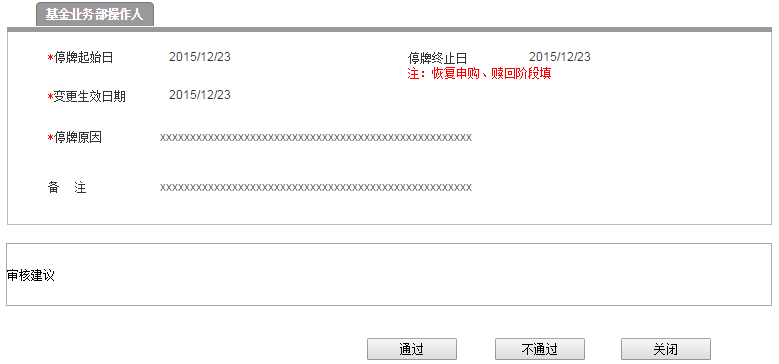 基金业务部操作人
*停牌起始日 2015/12/23 停牌终止日 2015/12/23
注：恢复申购、赎回阶段填
*变更生效日期 2015/12/23
*停牌原因 xxxxxxxxxxxxxxxxxxxxxxxxxxxxxxxxxxxxxxxxxxxxxxxxxxxx
备 注 xxxxxxxxxxxxxxxxxxxxxxxxxxxxxxxxxxxxxxxxxxxxxxxxxxxx
审核建议
通过 不通过 关闭